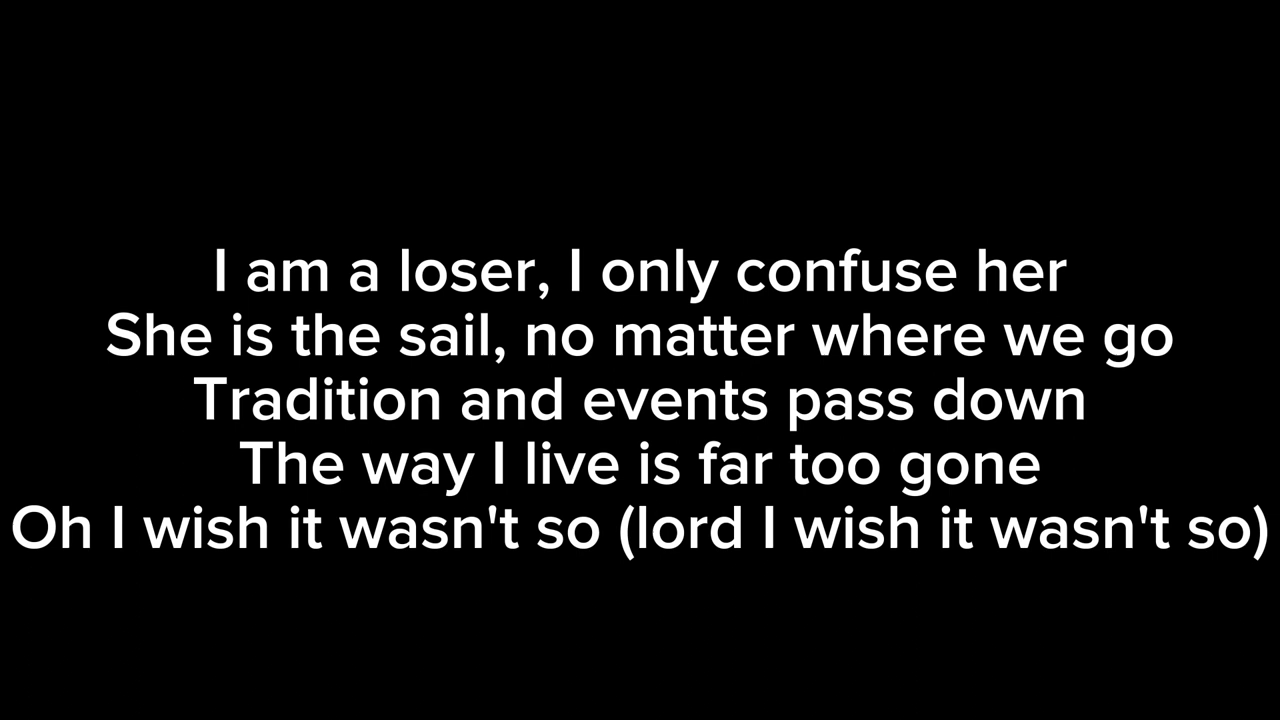 I am a loser, I only confuse her
She is the sail, no matter where we go
Tradition and events pass down
The way I live is far too gone
Oh I wish it wasn't so (lord I wish it wasn't so)